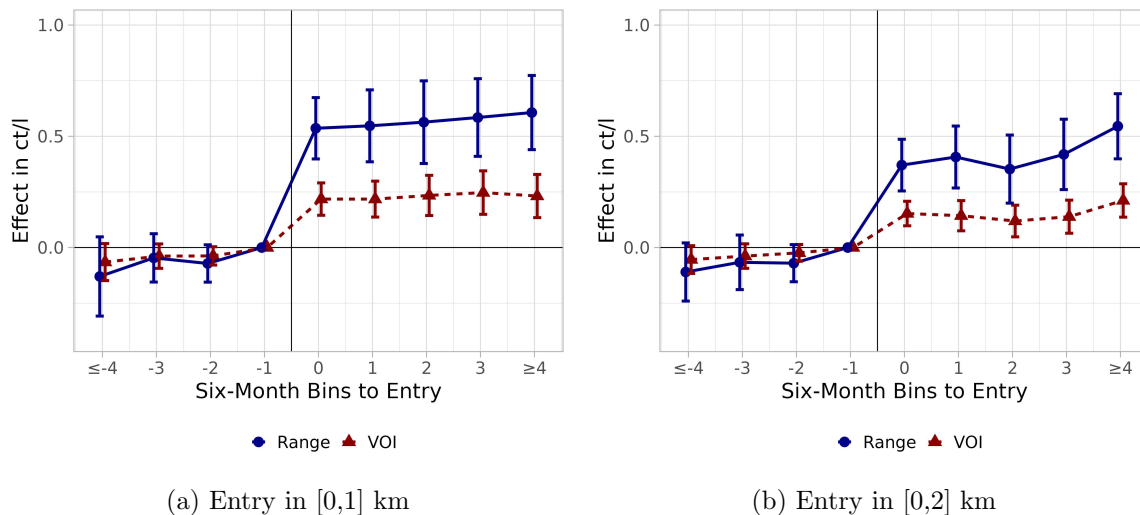 1.0
0.5
0.0
Effect in ct/l
≤-4 -3 -2 -1 0 1 2 3 ≥4
Six-Month Bins to Entry
Range VOI
(a) Entry in [0,1] km
1.0
0.5
0.0
Effect in ct/l
≤-4 -3 -2 -1 0 1 2 3 ≥4
Six-Month Bins to Entry
Range VOI
(b) Entry in [0,2] km